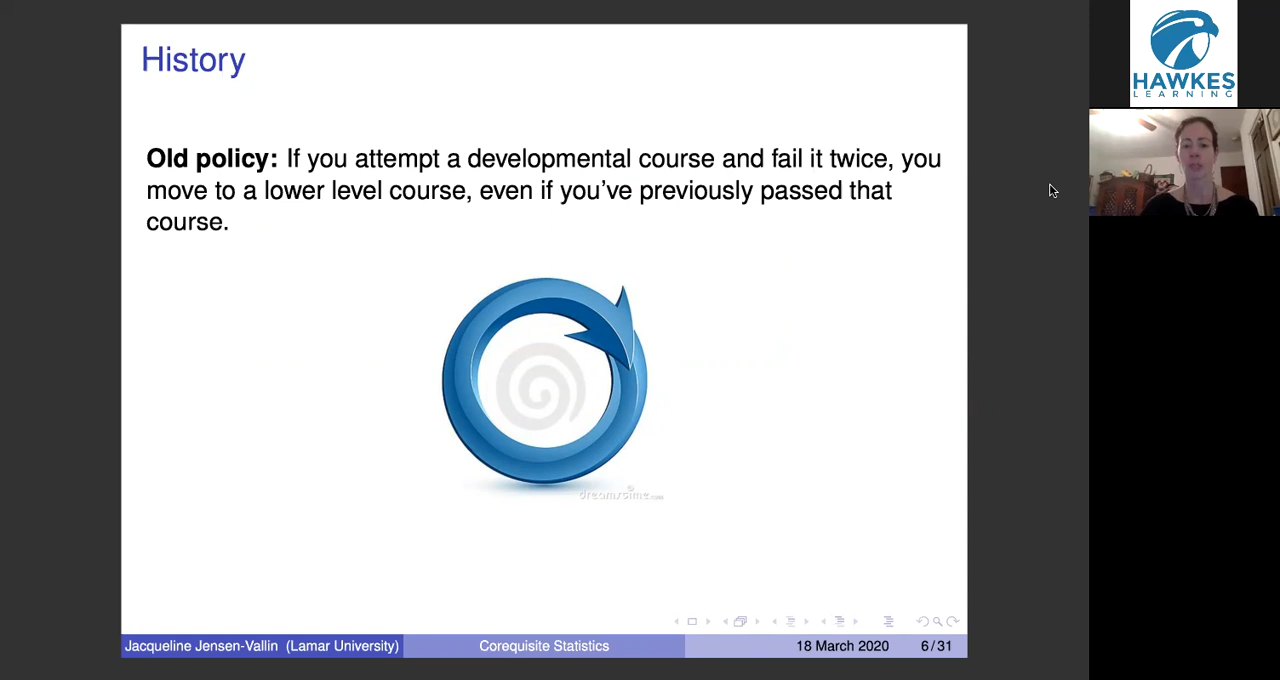 History
Old policy: If you attempt a developmental course and fail it twice, you
move to a lower level course, even if you've previously passed that
course.
dreamstime.com
Jacqueline Jensen-Vallin (Lamar University)
Corequisite Statistics
18 March 2020
6/31
HAWKES
LEARNING